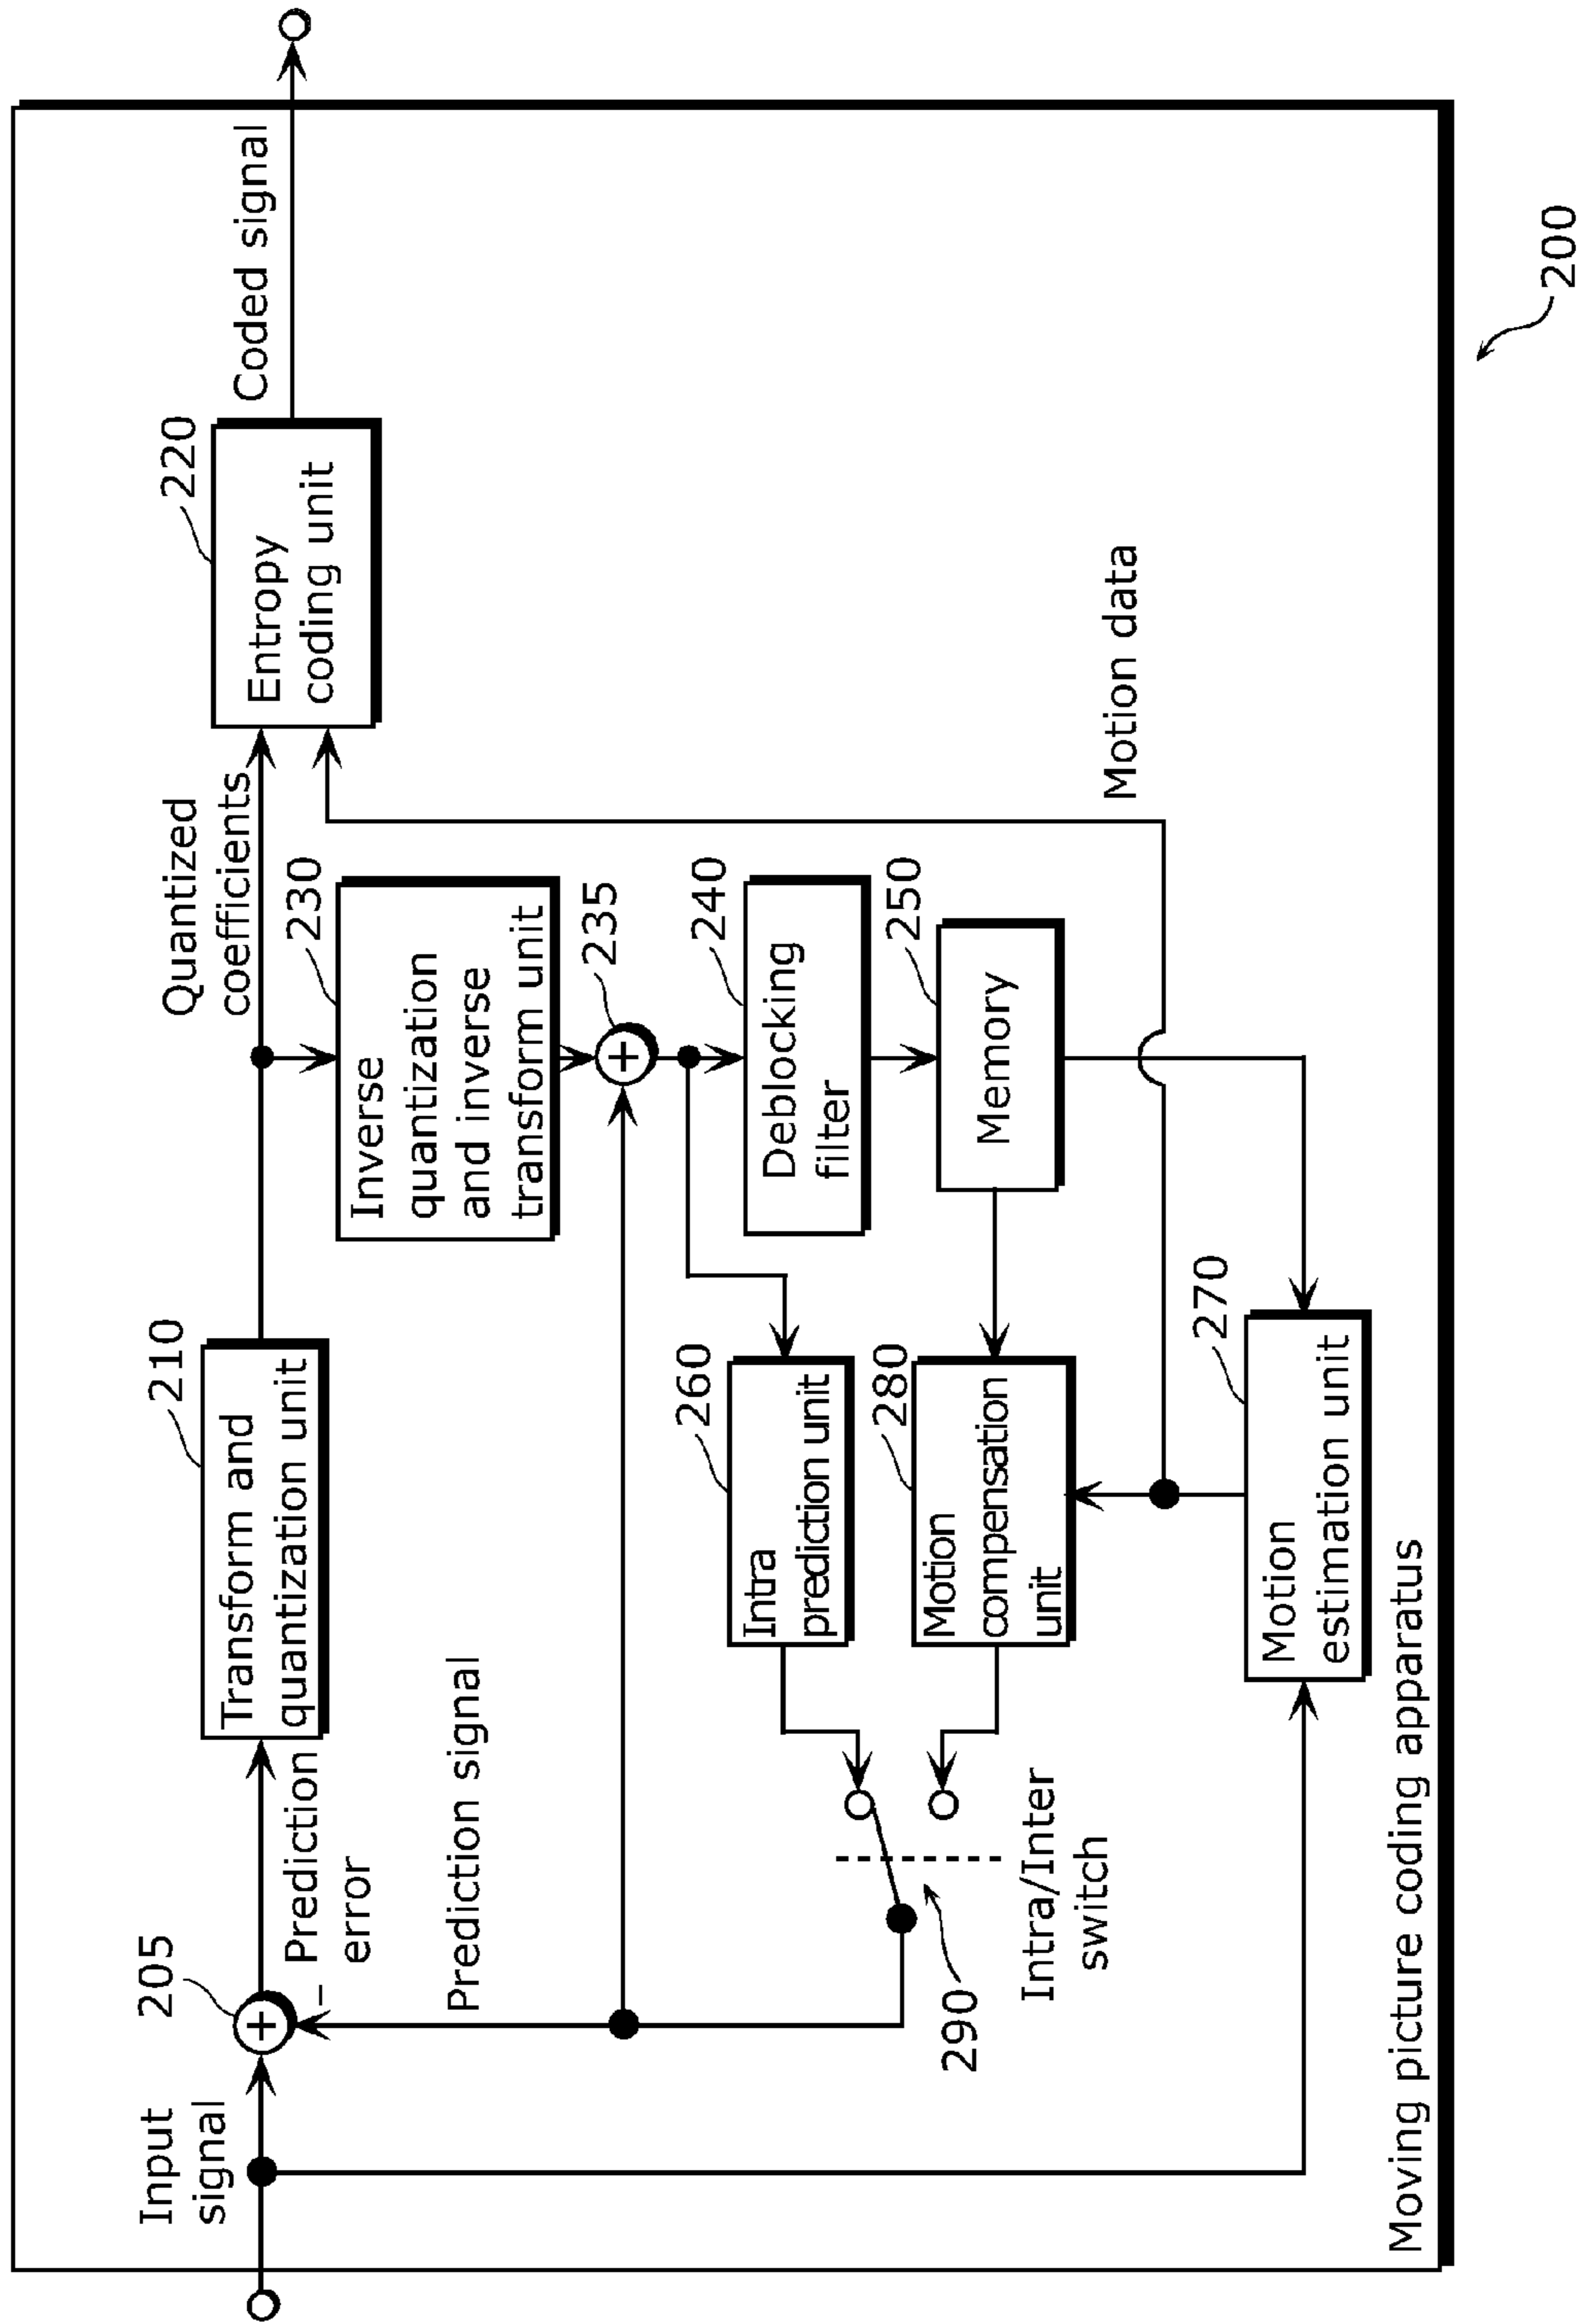 Input
signal
205
Prediction
error
−
+
210
Transform and
quantization unit
Quantized
coefficients
220
Entropy
coding unit
Coded signal
230
Inverse
quantization
and inverse
transform unit
235
+
Prediction signal
240
Deblocking
filter
250
Memory
260
Intra
prediction unit
280
Motion
compensation
unit
290
Intra/Inter
switch
270
Motion
estimation unit
Motion data
Moving picture coding apparatus
200